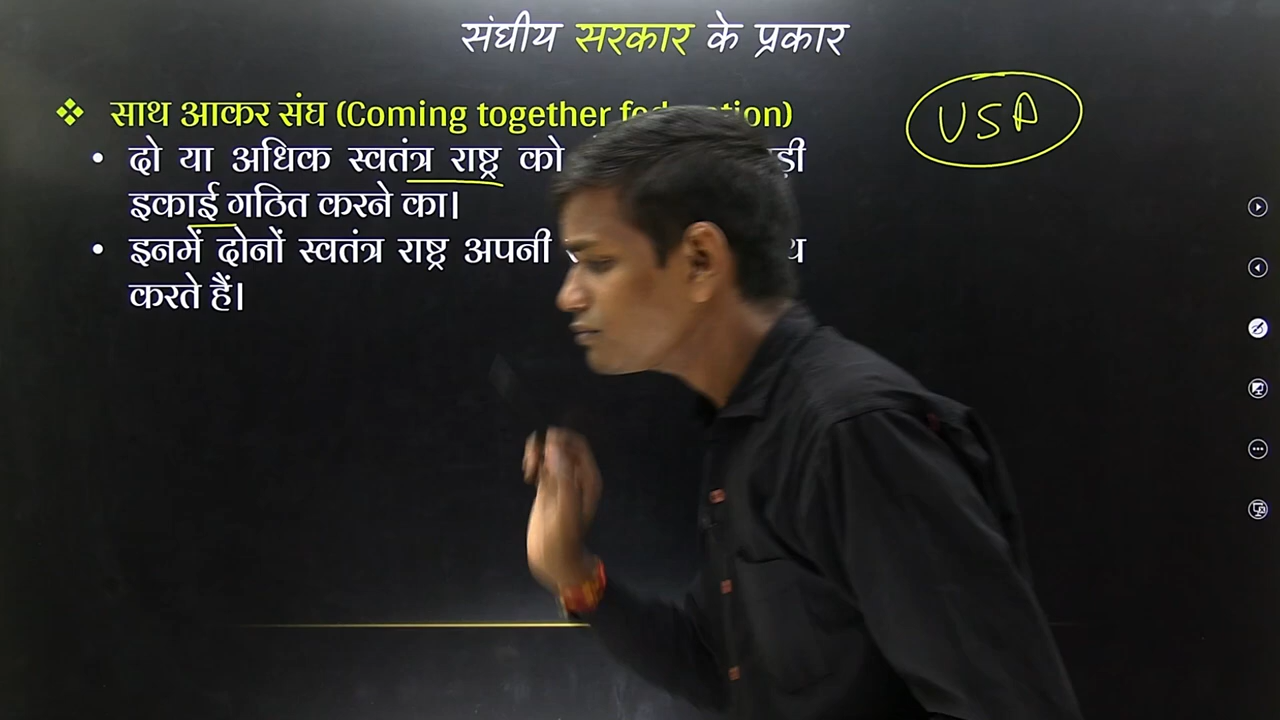 संघीय सरकार के प्रकार
❖ साथ आकर संघ (Coming together
USA
• दो या अधिक स्वतंत्र राष्ट्र को
इकाई गठित करने का।
• इनमें दोनों स्वतंत्र राष्ट्र अपनी
करते हैं।